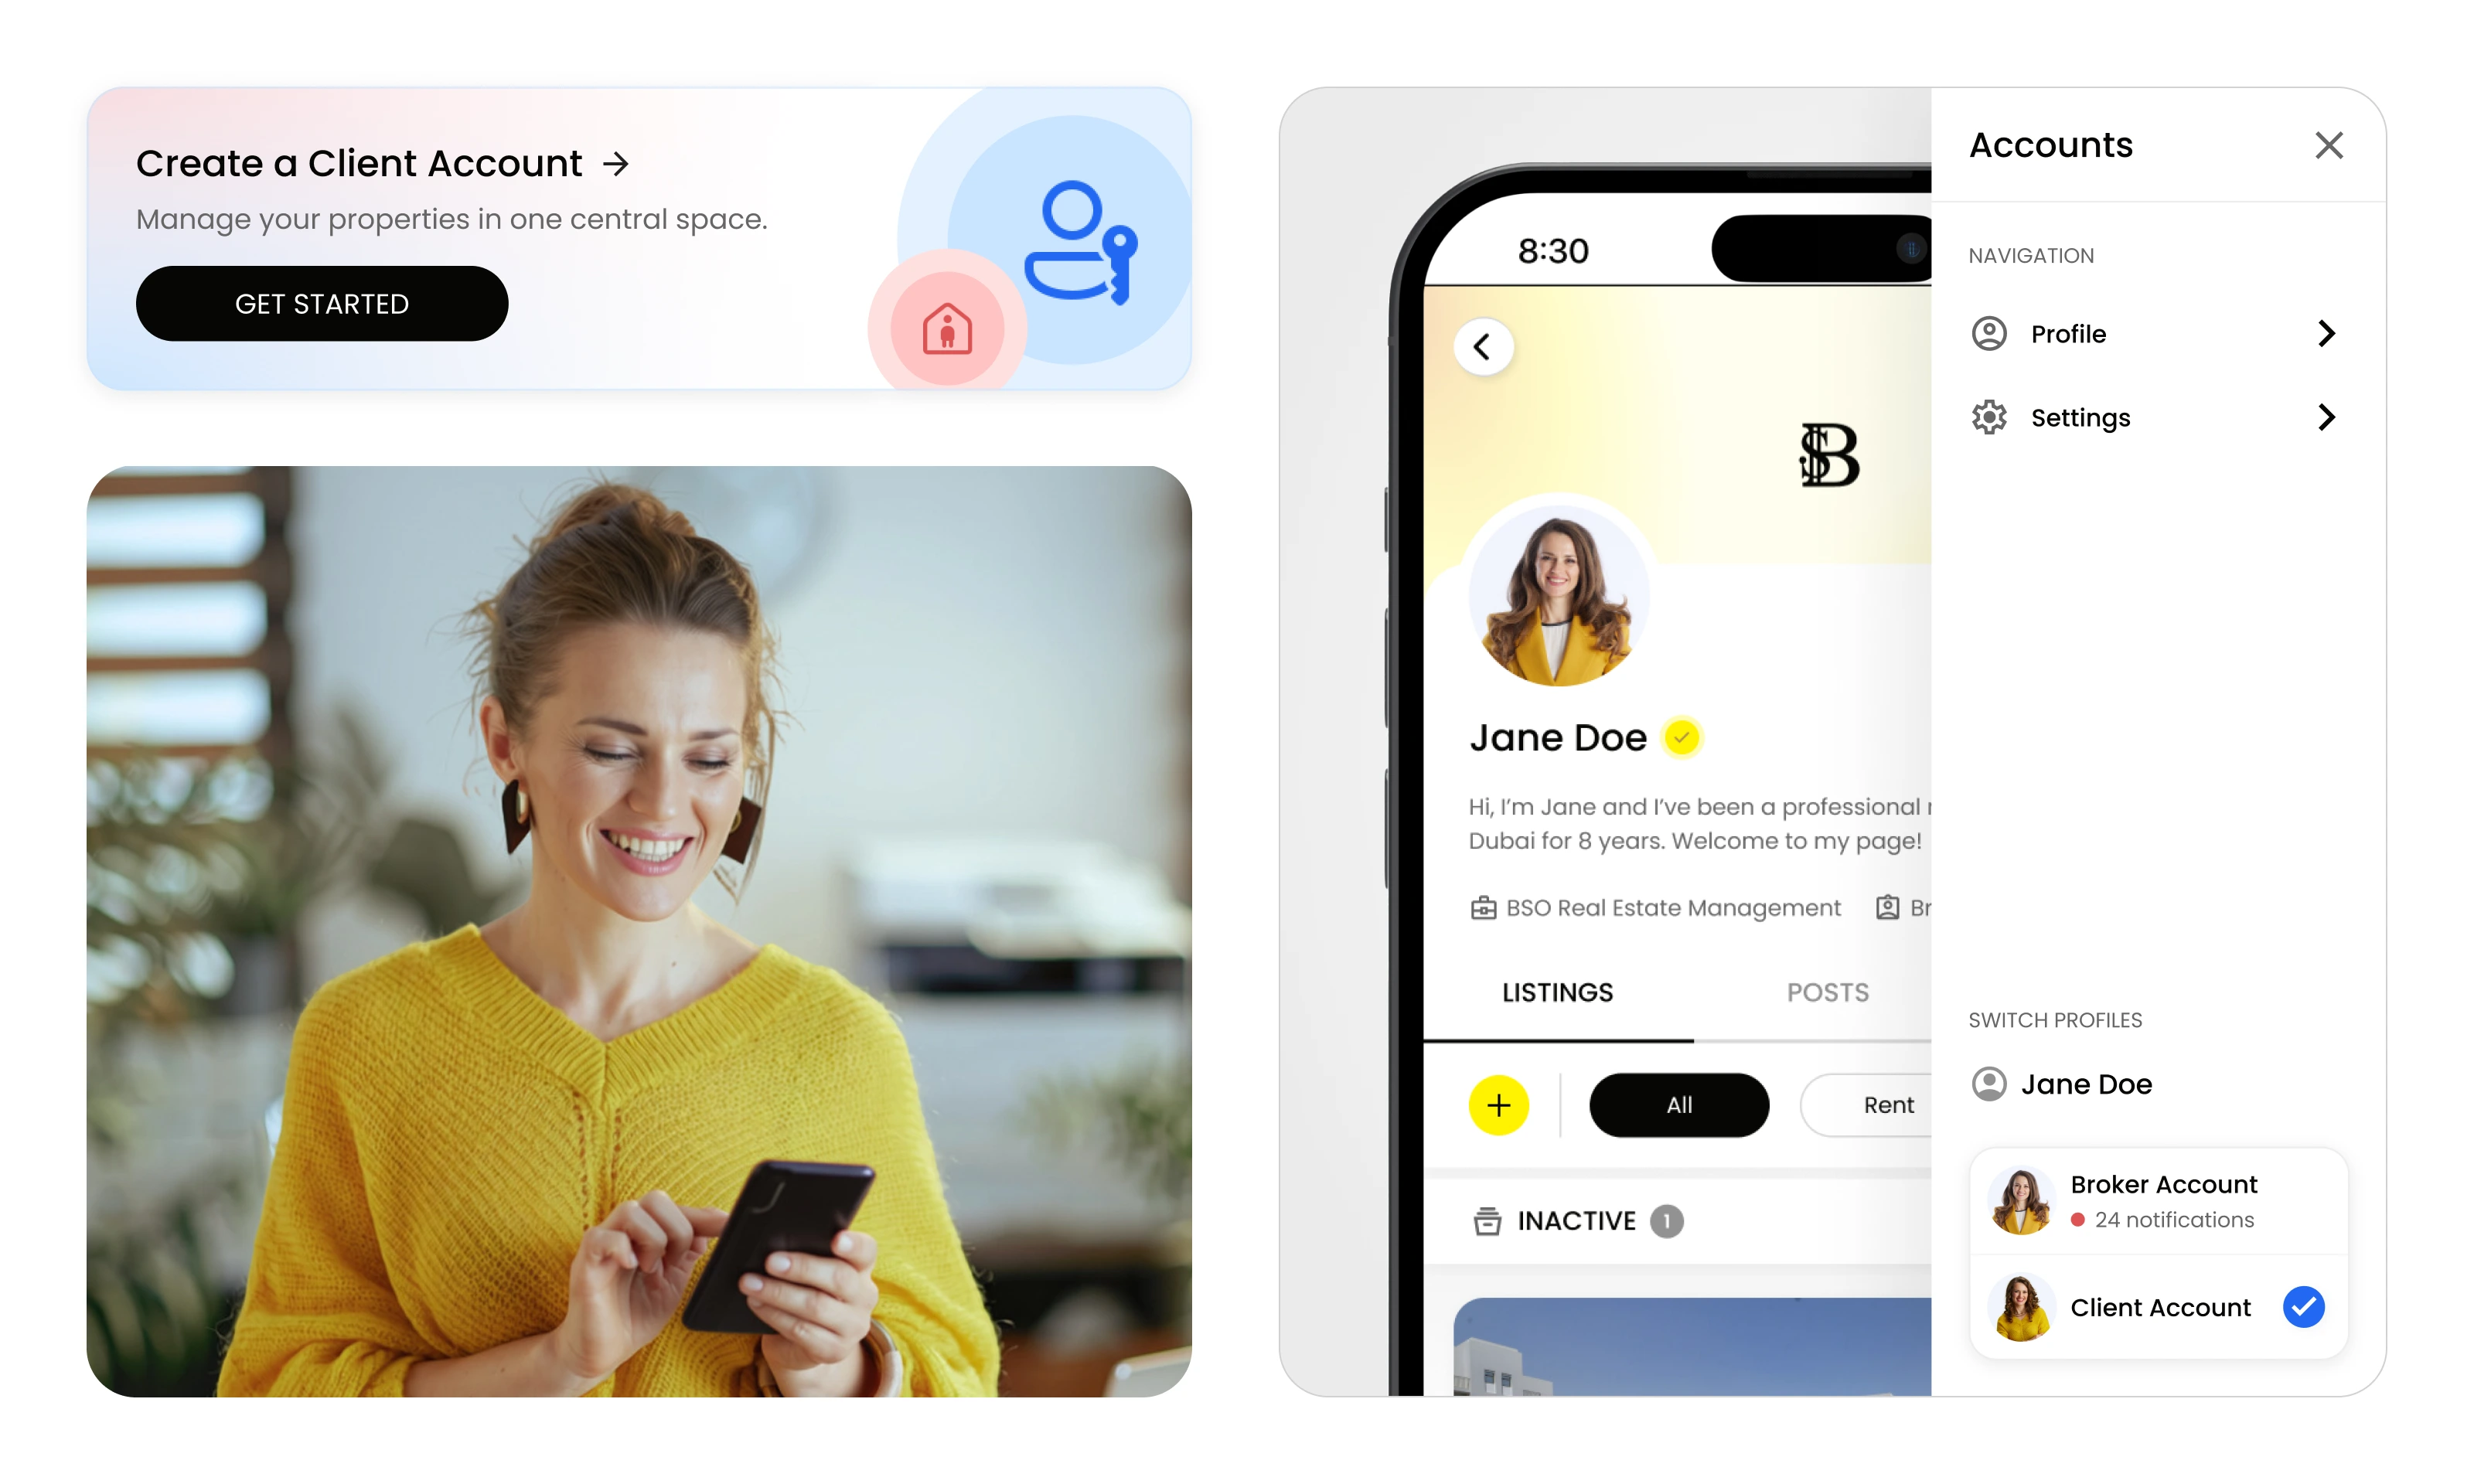 Create a Client Account →
Manage your properties in one central space.
GET STARTED
8:30
Jane Doe
Hi, I'm Jane and I've been a professional
Dubai for 8 years. Welcome to my page!
BSO Real Estate Management
LISTINGS
POSTS
All
Rent
INACTIVE 1
Accounts
NAVIGATION
Profile
Settings
SWITCH PROFILES
Jane Doe
Broker Account
24 notifications
Client Account